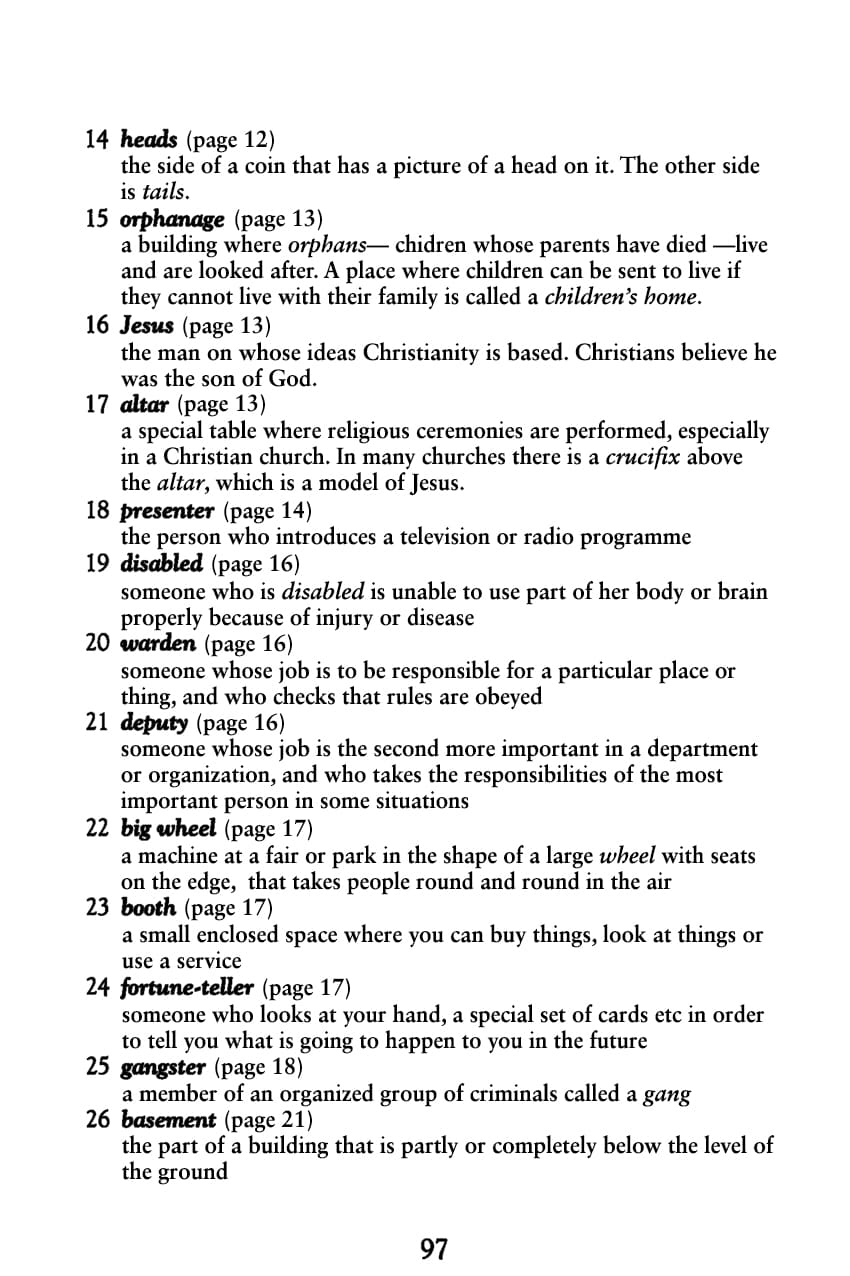 14 heads (page 12)
the side of a coin that has a picture of a head on it. The other side
is tails.
15 orphanage (page 13)
a building where orphans— chidren whose parents have died —live
and are looked after. A place where children can be sent to live if
they cannot live with their family is called a children’s home.
16 Jesus (page 13)
the man on whose ideas Christianity is based. Christians believe he
was the son of God.
17 altar (page 13)
a special table where religious ceremonies are performed, especially
in a Christian church. In many churches there is a crucifix above
the altar, which is a model of Jesus.
18 presenter (page 14)
the person who introduces a television or radio programme
19 disabled (page 16)
someone who is disabled is unable to use part of her body or brain
properly because of injury or disease
20 warden (page 16)
someone whose job is to be responsible for a particular place or
thing, and who checks that rules are obeyed
21 deputy (page 16)
someone whose job is the second more important in a department
or organization, and who takes the responsibilities of the most
important person in some situations
22 big wheel (page 17)
a machine at a fair or park in the shape of a large wheel with seats
on the edge,  that takes people round and round in the air
23 booth (page 17)
a small enclosed space where you can buy things, look at things or
use a service
24 fortune-teller (page 17)
someone who looks at your hand, a special set of cards etc in order
to tell you what is going to happen to you in the future
25 gangster (page 18)
a member of an organized group of criminals called a gang
26 basement (page 21)
the part of a building that is partly or completely below the level of
the ground
97